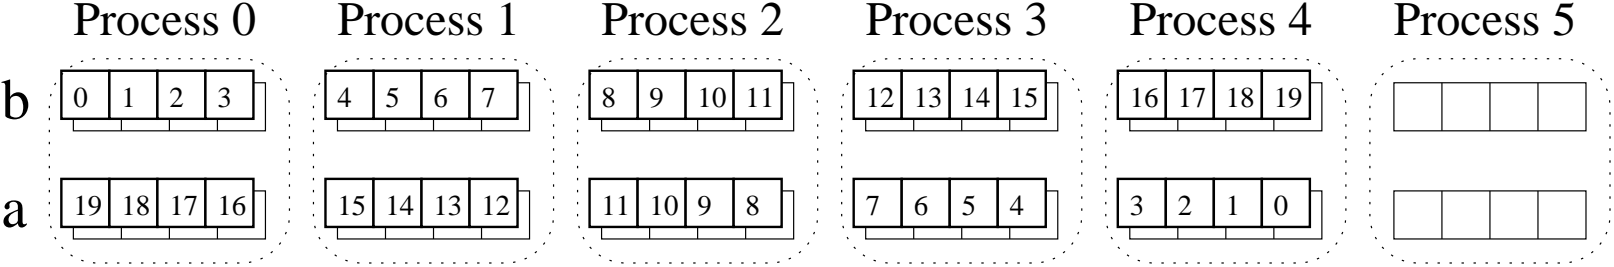 Process 0 Process 1 Process 2 Process 3 Process 4 Process 5
b 0 1 2 3 4 5 6 7 8 9 10 11 12 13 14 15 16 17 18 19
a 19 18 17 16 15 14 13 12 11 10 9 8 7 6 5 4 3 2 1 0